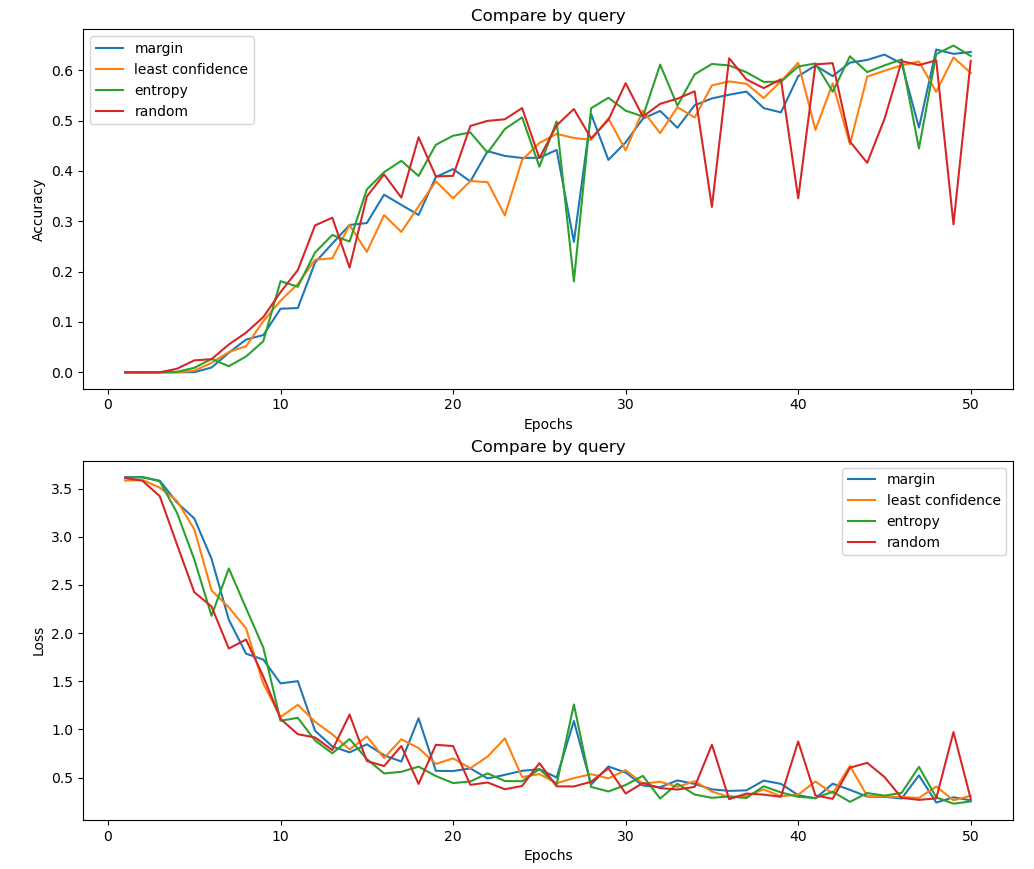 Compare by query
margin
least confidence
entropy
random
Accuracy
0.6
0.5
0.4
0.3
0.2
0.1
0.0
0 10 20 30 40 50
Epochs
Compare by query
margin
least confidence
entropy
random
Loss
3.5
3.0
2.5
2.0
1.5
1.0
0.5
0 10 20 30 40 50
Epochs